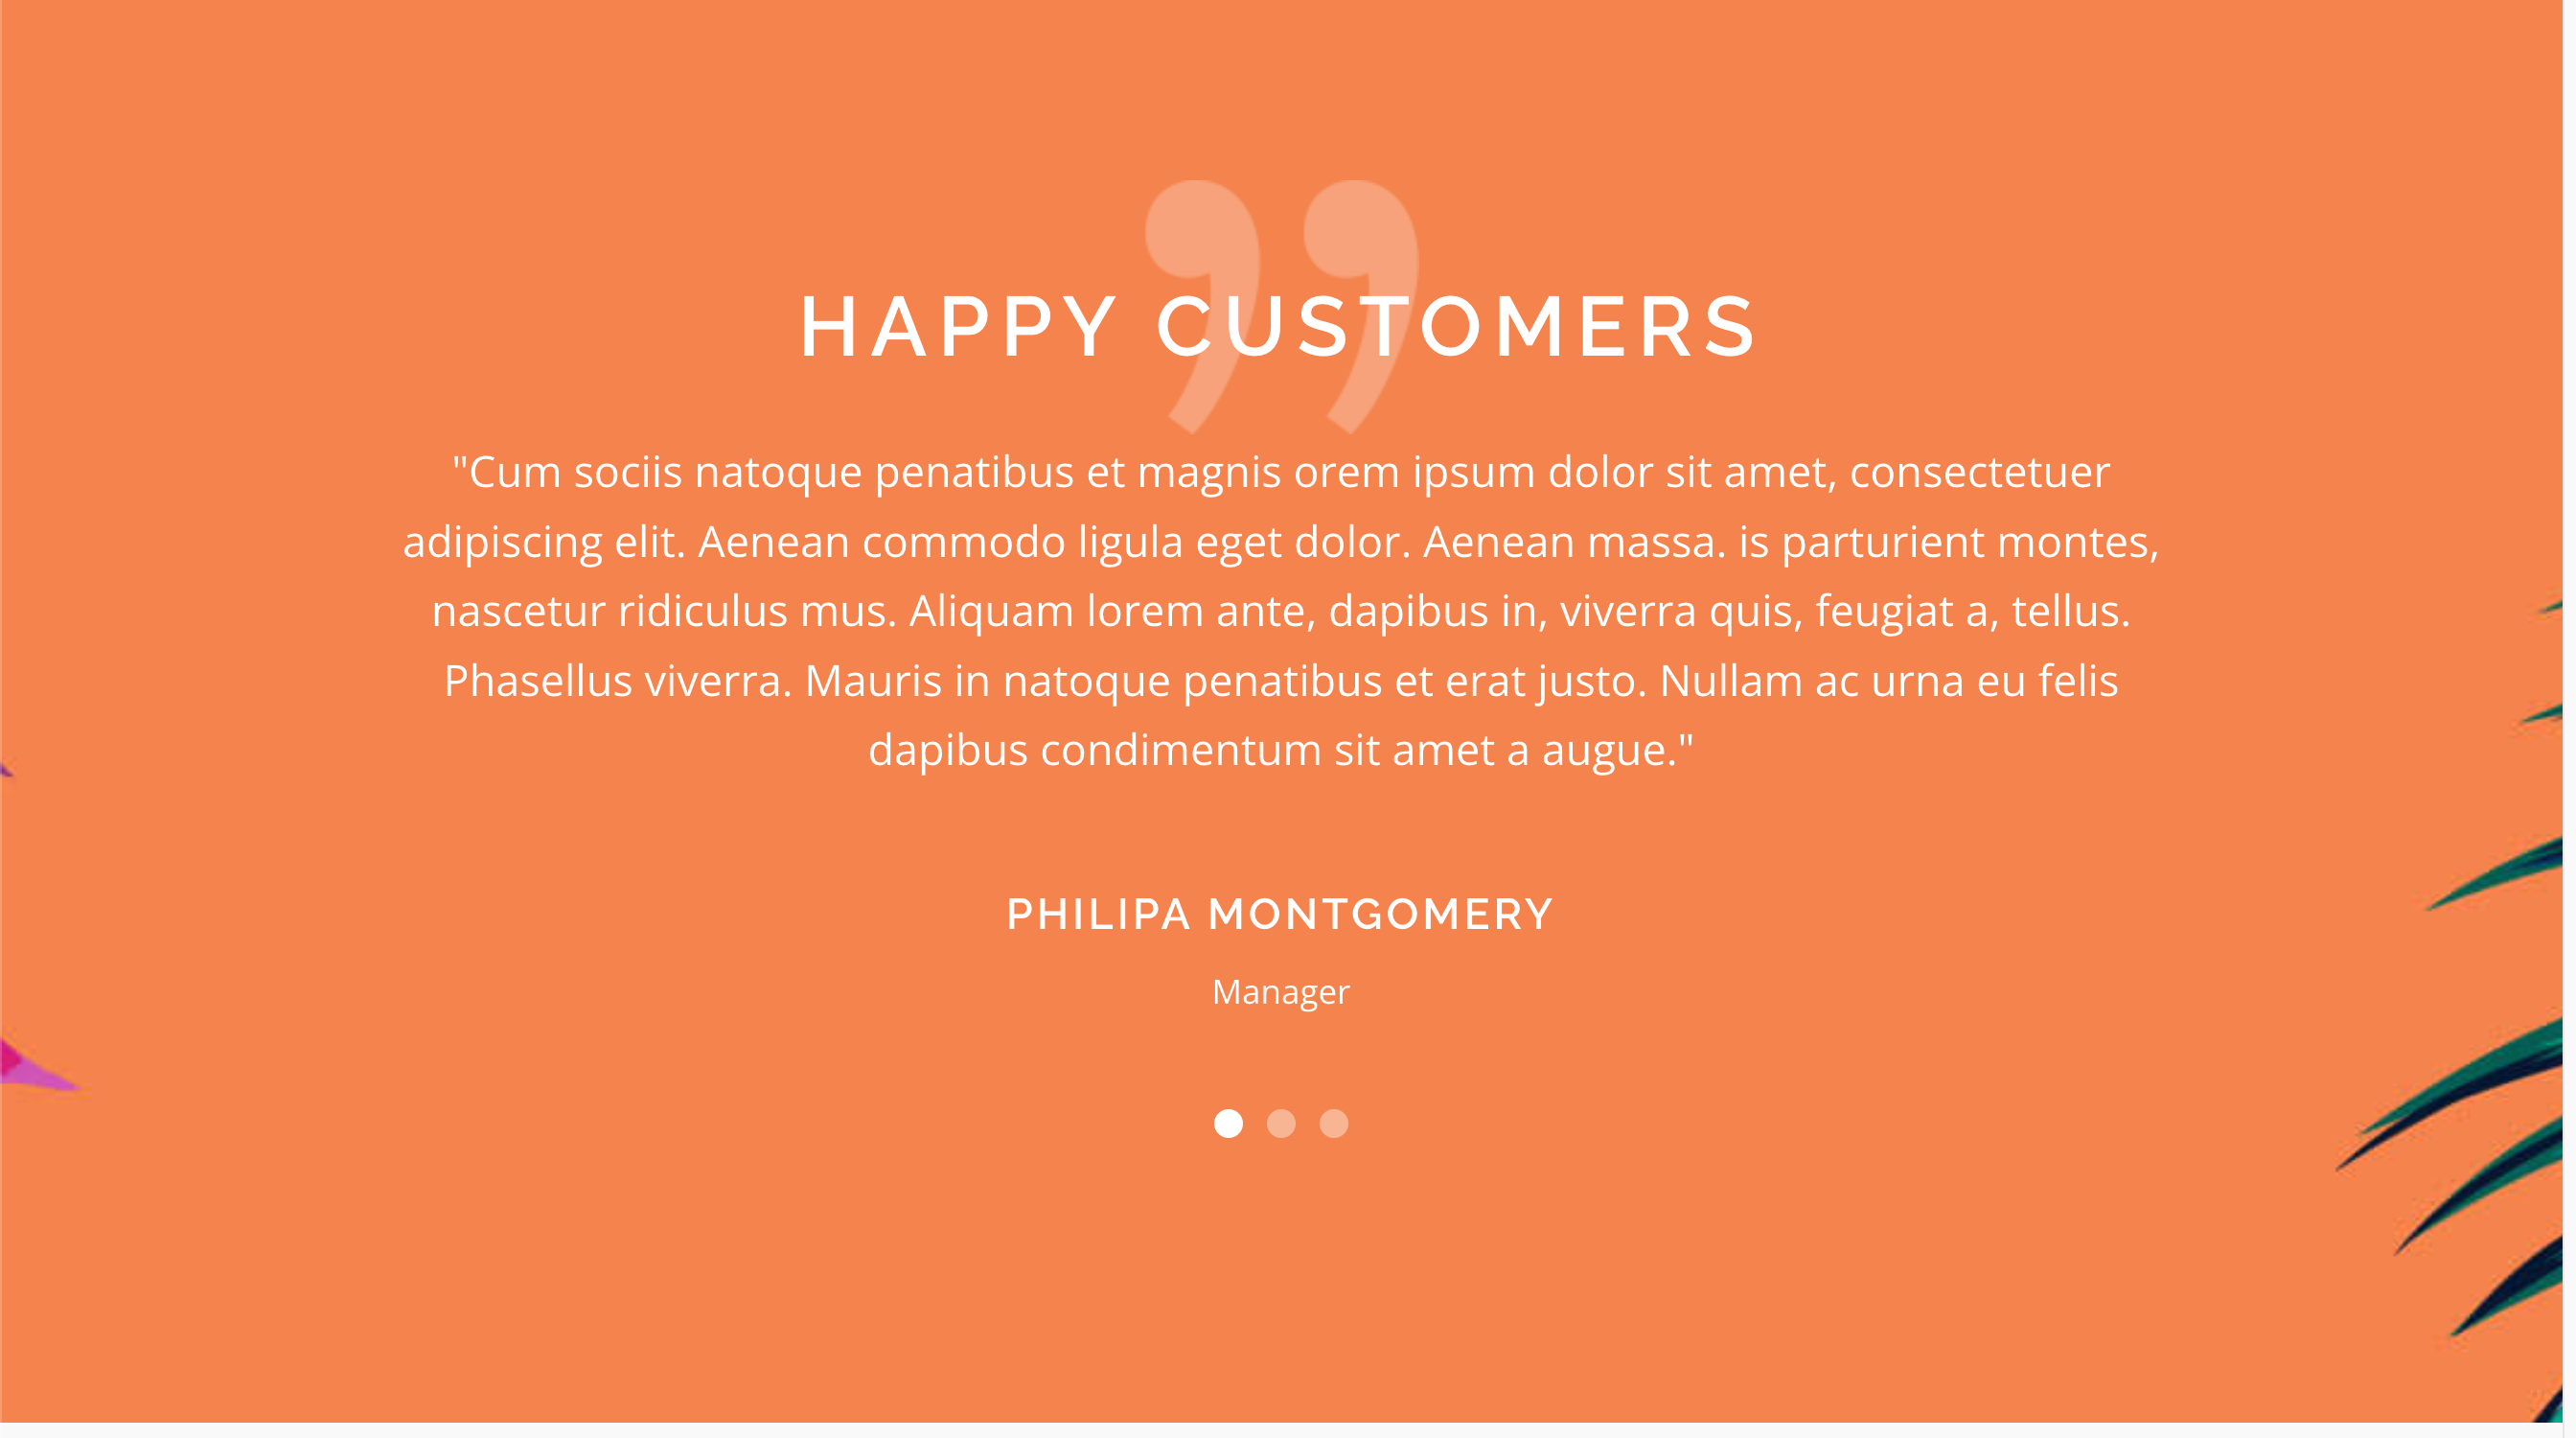 HAPPY CUSTOMERS
"Cum sociis natoque penatibus et magnis orem ipsum dolor sit amet, consectetuer
adipiscing elit. Aenean commodo ligula eget dolor. Aenean massa. is parturient montes,
nascetur ridiculus mus. Aliquam lorem ante, dapibus in, viverra quis, feugiat a, tellus.
Phasellus viverra. Mauris in natoque penatibus et erat justo. Nullam ac urna eu felis
dapibus condimentum sit amet a augue."
PHILIPA MONTGOMERY
Manager